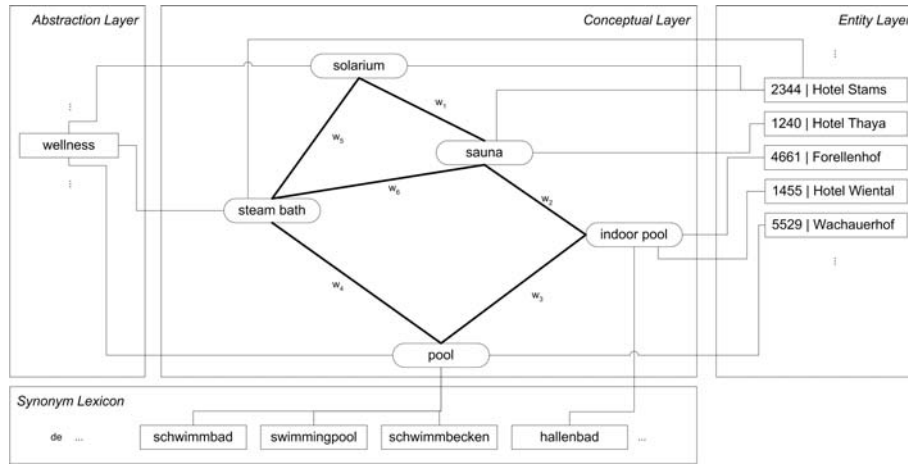 Abstraction Layer
Conceptual Layer
Entity Layer
solarium
w1
2344 | Hotel Stams
1240 | Hotel Thaya
wellness
w5
sauna
4661 | Forellenhof
w6
1455 | Hotel Wiental
w2
steam bath
5529 | Wachauerhof
indoor pool
w4
w3
pool
Synonym Lexicon
de ... schwimmbad swimmingpool schwimmbecken hallenbad ...